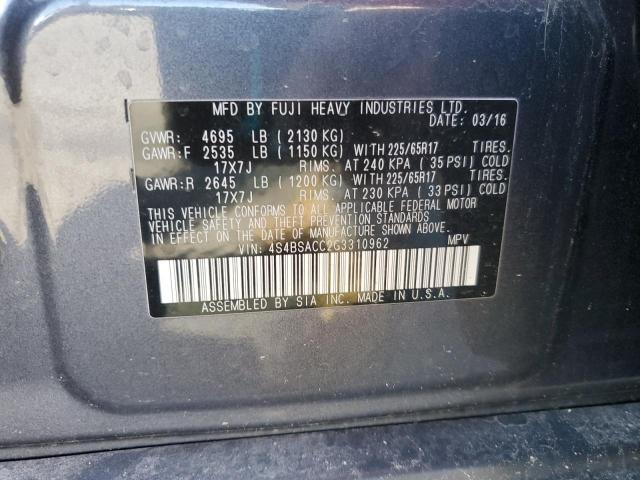 MFD BY FUJI HEAVY INDUSTRIES LTD.
DATE: 03/16
GVWR: 4695 LB (2130 KG)
GAWR:F 2535 LB (1150 KG) WITH 225/65R17 TIRES.
17X7J RIMS. AT 240 KPA (35 PSI) COLD
GAWR:R 2645 LB (1200 KG) WITH 225/65R17 TIRES.
17X7J RIMS. AT 230 KPA (33 PSI) COLD
THIS VEHICLE CONFORMS TO ALL APPLICABLE FEDERAL MOTOR
VEHICLE SAFETY AND THEFT PREVENTION STANDARDS
IN EFFECT ON THE DATE OF MANUFACTURE SHOWN ABOVE.
VIN: 4S4BSACC2G3310962 MPV
ASSEMBLED BY SIA INC. MADE IN U.S.A.